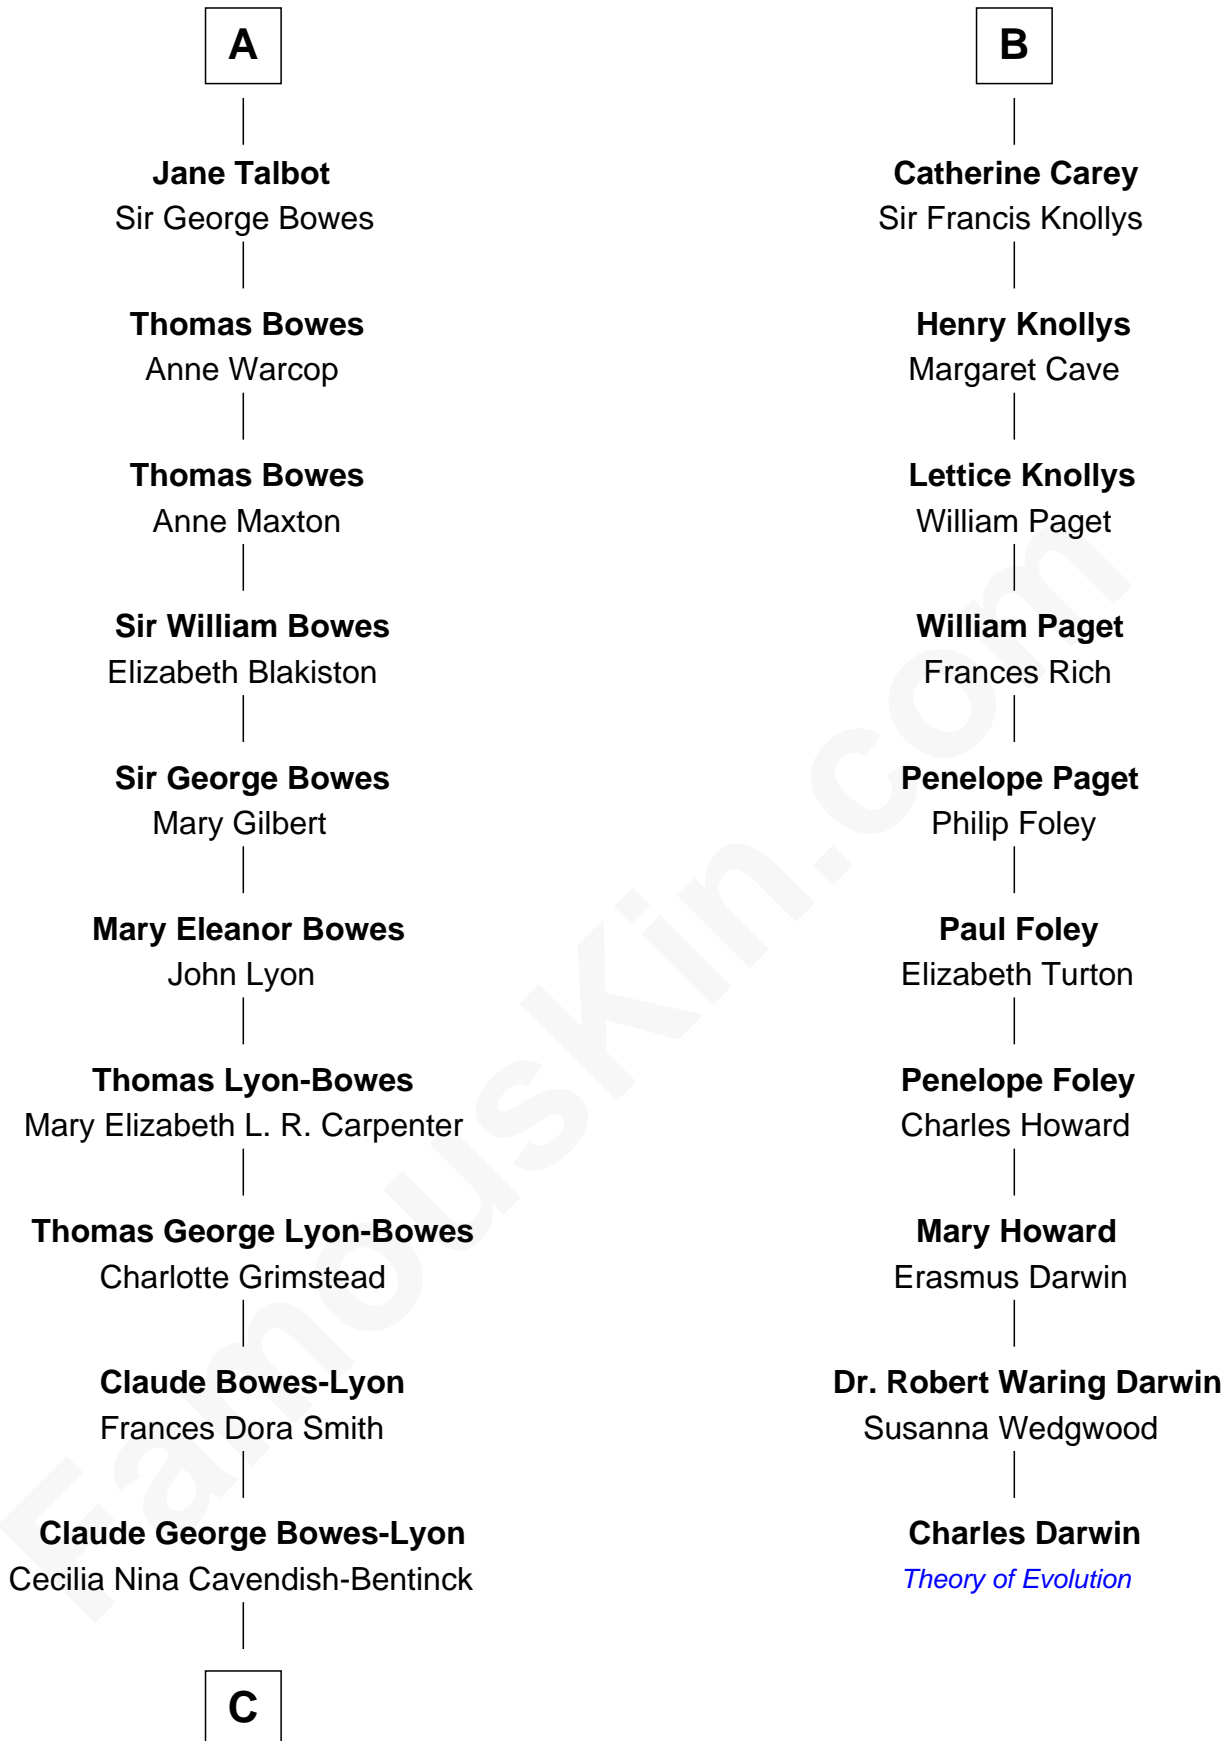 A
Jane Talbot
Sir George Bowes
Thomas Bowes
Anne Warcop
Thomas Bowes
Anne Maxton
Sir William Bowes
Elizabeth Blakiston
Sir George Bowes
Mary Gilbert
Mary Eleanor Bowes
John Lyon
Thomas Lyon-Bowes
Mary Elizabeth L. R. Carpenter
Thomas George Lyon-Bowes
Charlotte Grimstead
Claude Bowes-Lyon
Frances Dora Smith
Claude George Bowes-Lyon
Cecilia Nina Cavendish-Bentinck
C
B
Catherine Carey
Sir Francis Knollys
Henry Knollys
Margaret Cave
Lettice Knollys
William Paget
William Paget
Frances Rich
Penelope Paget
Philip Foley
Paul Foley
Elizabeth Turton
Penelope Foley
Charles Howard
Mary Howard
Erasmus Darwin
Dr. Robert Waring Darwin
Susanna Wedgwood
Charles Darwin
Theory of Evolution
FamousKin.com